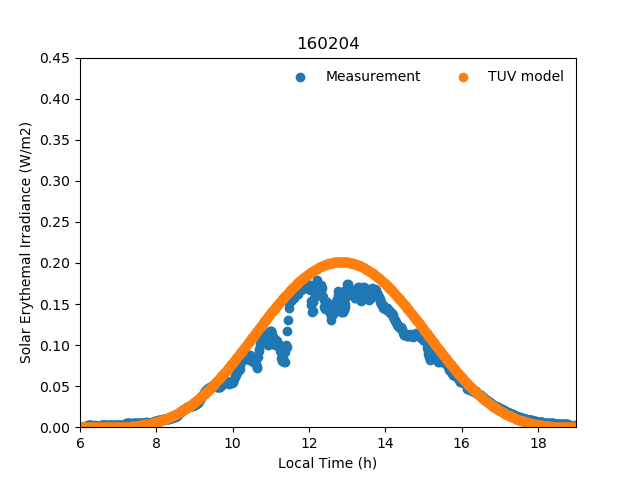 160204
Measurement
TUV model
Solar Erythemal Irradiance (W/m2)
0.45
0.40
0.35
0.30
0.25
0.20
0.15
0.10
0.05
0.00
6 8 10 12 14 16 18
Local Time (h)